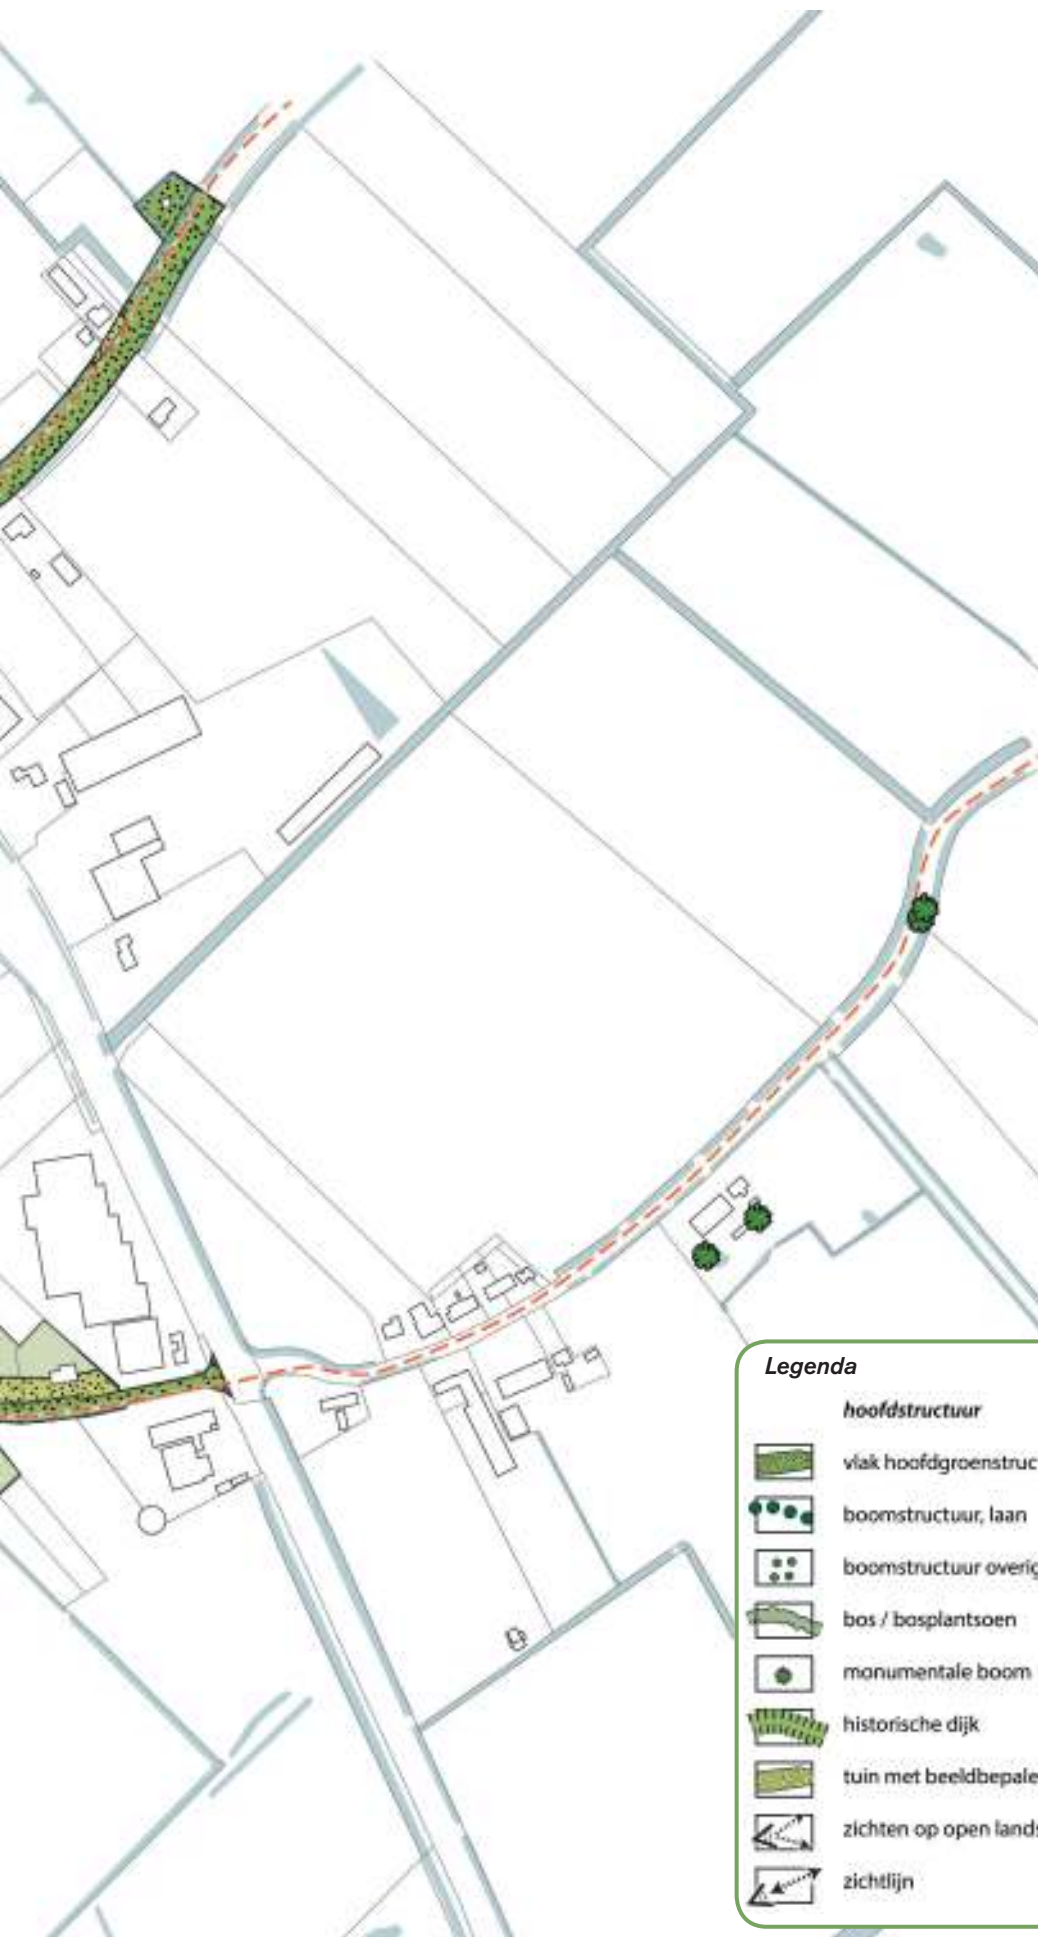 Legenda
hoofdstructuur
vlak hoofdgroenstruc
boomstructuur, laan
boomstructuur overig
bos / bosplantsoen
monumentale boom
historische dijk
tuin met beeldbepale
zichten op open lands
zichtlijn